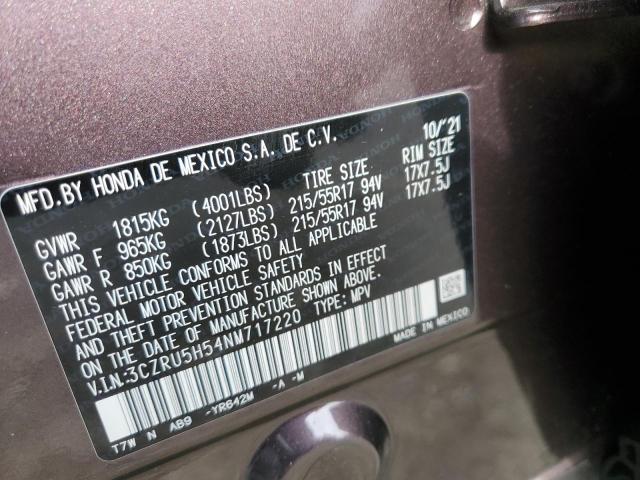 MFD.BY HONDA DE MEXICO S.A. DE C.V. 10/'21
TIRE SIZE RIM SIZE
GVWR 1815KG (4001LBS)
GAWR F 965KG (2127LBS) 215/55R17 94V 17X7.5J
GAWR R 850KG (1873LBS) 215/55R17 94V 17X7.5J
THIS VEHICLE CONFORMS TO ALL APPLICABLE
FEDERAL MOTOR VEHICLE SAFETY
AND THEFT PREVENTION STANDARDS IN EFFECT
ON THE DATE OF MANUFACTURE SHOWN ABOVE.
V.I.N.:3CZRU5H54NM717220 TYPE: MPV
MADE IN MEXICO
T7W N AB9 -YR642M -A -M